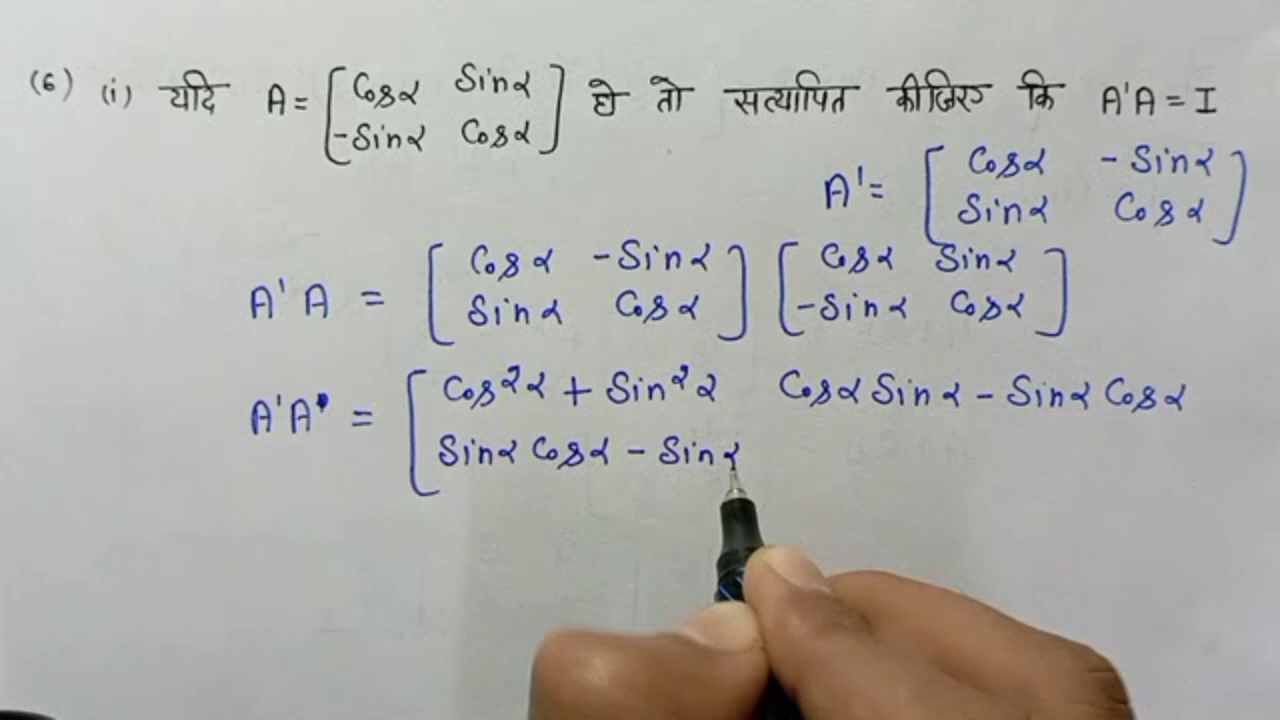 (6) (i) यदि A = [ Cosα Sinα
-Sinα Cosα ] हो तो सत्यापित कीजिए कि A'A = I
A' = [ Cosα - Sinα
Sinα Cosα ]
A' A = [ Cosα -Sinα
Sinα Cosα ] [ Cosα Sinα
-Sinα Cosα ]
A'A = [ Cos²α + Sin²α Cosα Sinα - Sinα Cosα
Sinα Cosα - Sinα